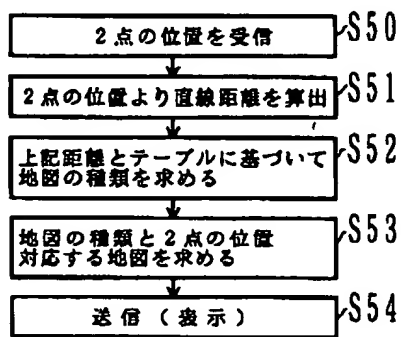 2点の位置を受信 S50
2点の位置より直線距離を算出 S51
上記距離とテーブルに基づいて S52
地図の種類を求める
地図の種類と2点の位置 S53
対応する地図を求める
送信(表示) S54